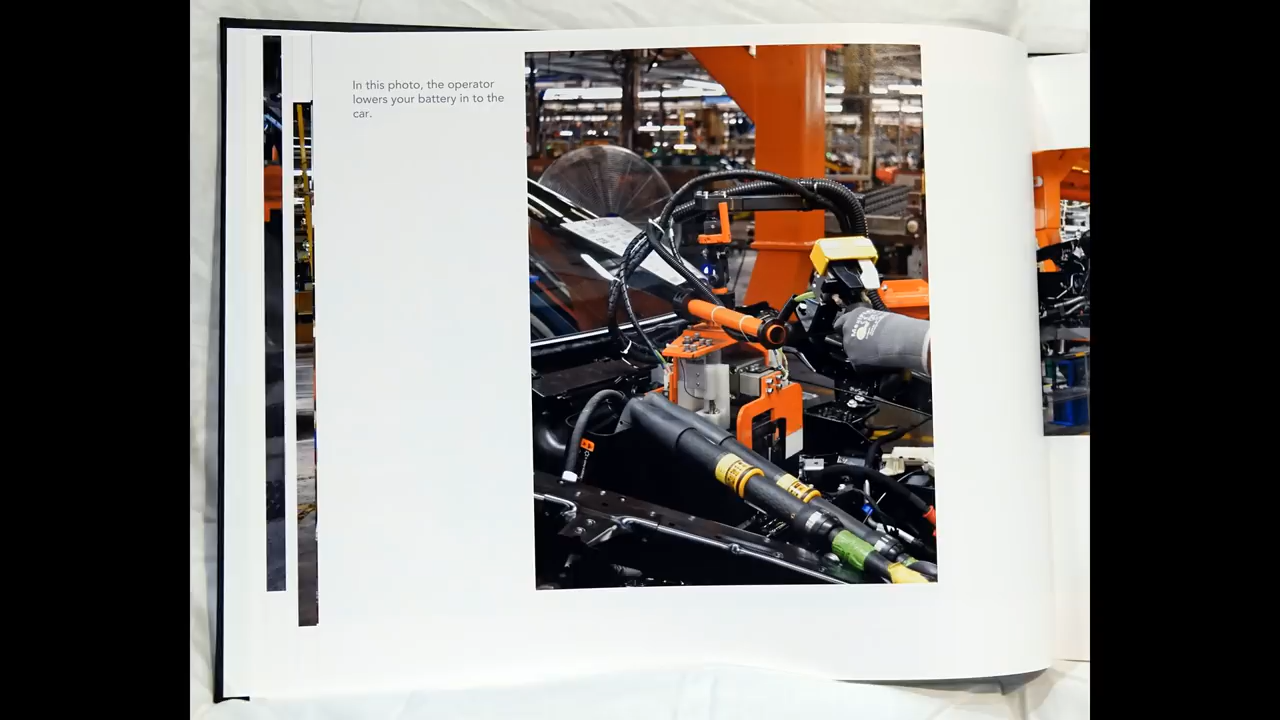 In this photo, the operator
lowers your battery in to the
car.